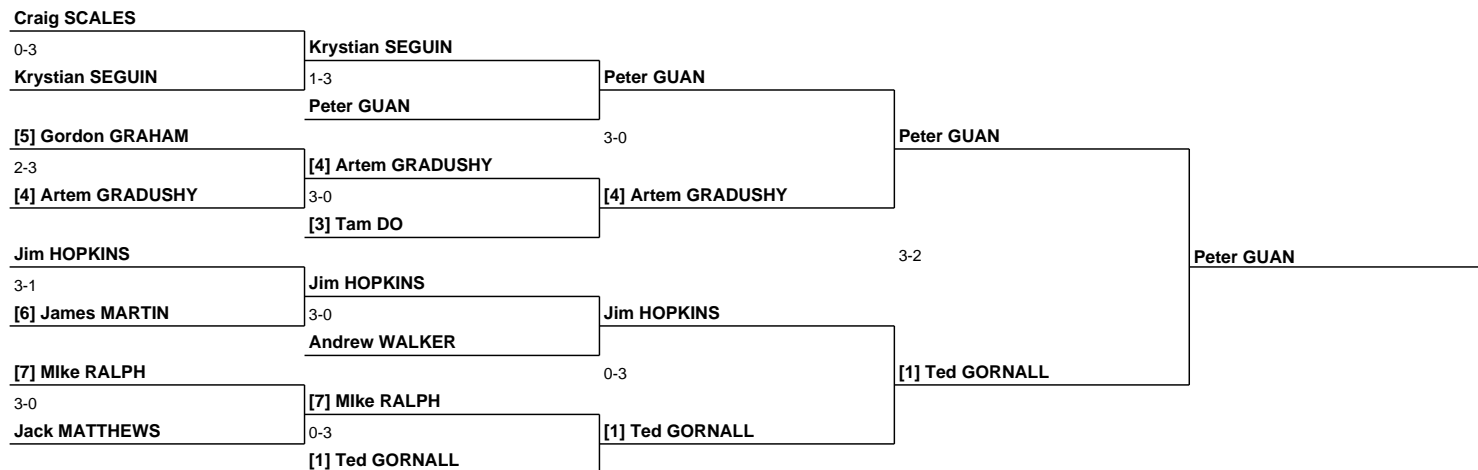 Craig SCALES
0-3
Krystian SEGUIN
Krystian SEGUIN
1-3
Peter GUAN
Peter GUAN
[5] Gordon GRAHAM
3-0
Peter GUAN
2-3
[4] Artem GRADUSHY
[4] Artem GRADUSHY
3-0
[4] Artem GRADUSHY
[3] Tam DO
Jim HOPKINS
3-2
Peter GUAN
3-1
Jim HOPKINS
[6] James MARTIN
3-0
Jim HOPKINS
Andrew WALKER
[7] MIke RALPH
0-3
[1] Ted GORNALL
3-0
[7] MIke RALPH
Jack MATTHEWS
0-3
[1] Ted GORNALL
[1] Ted GORNALL